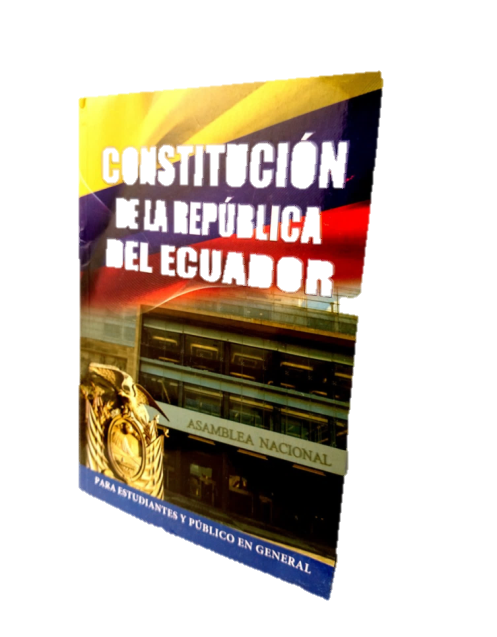 CONSTITUCIÓN
DE LA REPÚBLICA
DEL ECUADOR
ASAMBLEA NACIONAL
PARA ESTUDIANTES Y PÚBLICO EN GENERAL